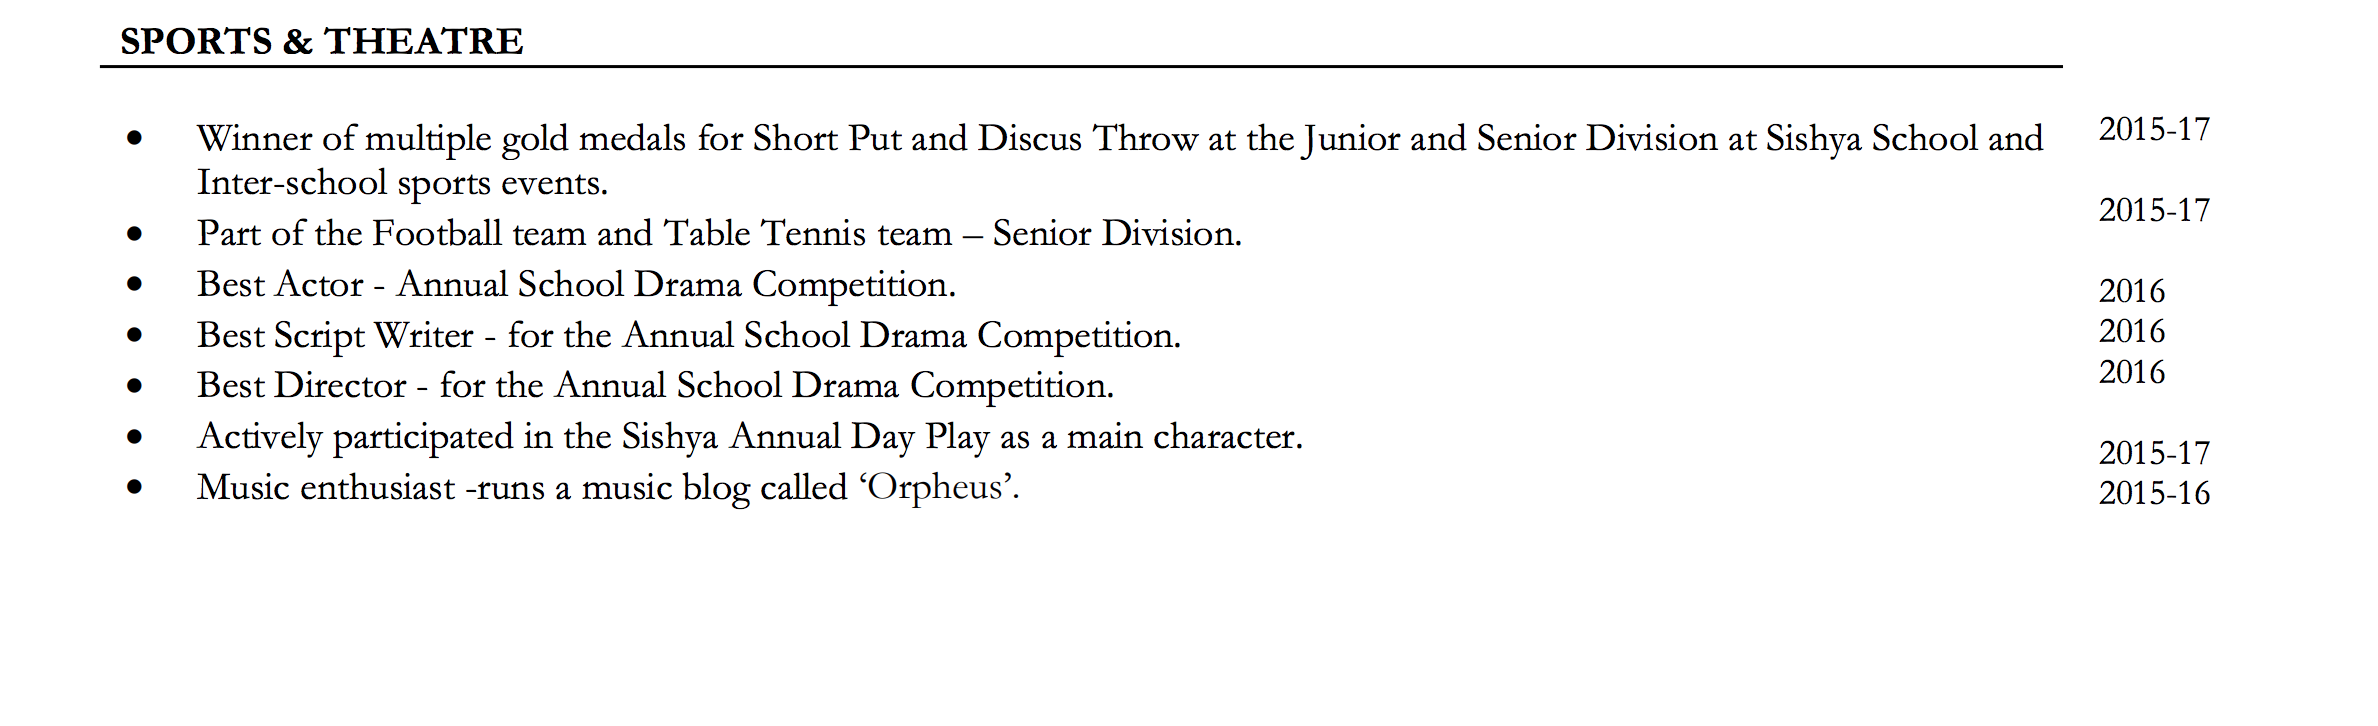 SPORTS & THEATRE
● Winner of multiple gold medals for Short Put and Discus Throw at the Junior and Senior Division at Sishya School and 2015-17
Inter-school sports events.
● Part of the Football team and Table Tennis team – Senior Division. 2015-17
● Best Actor - Annual School Drama Competition. 2016
● Best Script Writer - for the Annual School Drama Competition. 2016
● Best Director - for the Annual School Drama Competition. 2016
● Actively participated in the Sishya Annual Day Play as a main character. 2015-17
● Music enthusiast -runs a music blog called ‘Orpheus’. 2015-16